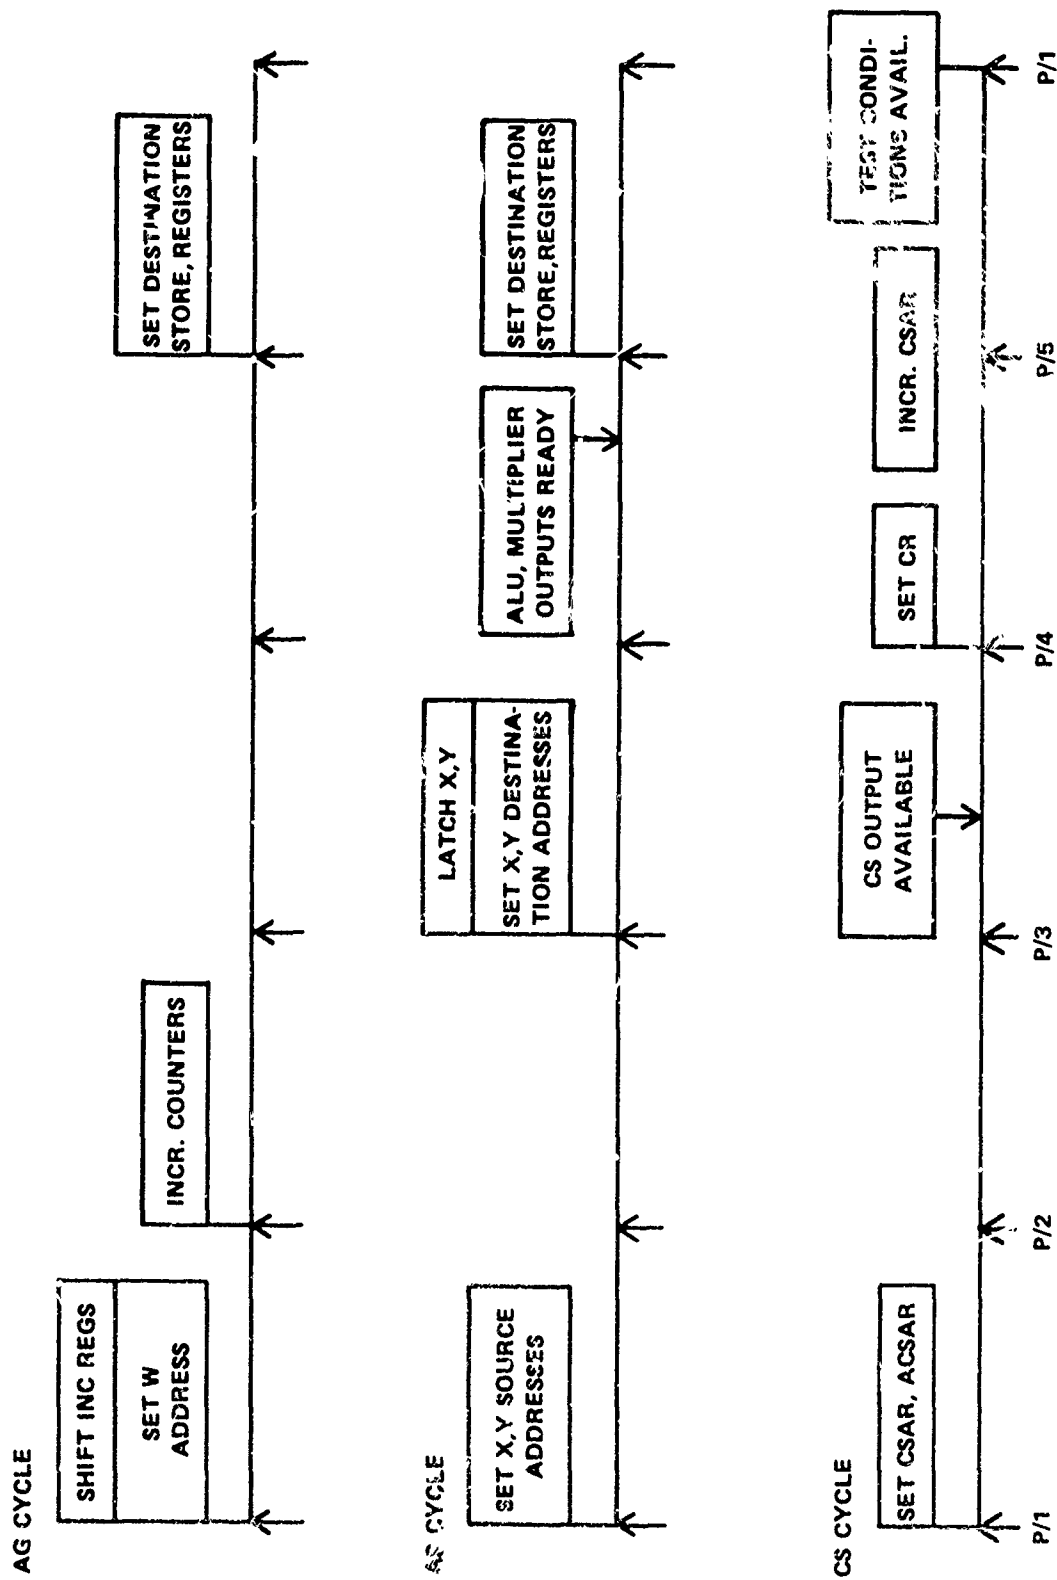 AG CYCLE
SHIFT INC REGS
SET W
ADDRESS
INCR. COUNTERS
SET DESTINATION
STORE, REGISTERS
CYCLE
SET X,Y SOURCE
ADDRESSES
LATCH X,Y
SET X,Y DESTINA-
TION ADDRESSES
ALU, MULTIPLIER
OUTPUTS READY
SET DESTINATION
STORE,REGISTERS
CS CYCLE
SET CSAR, ACSAR
CS OUTPUT
AVAILABLE
SET CR
INCR. CSAR
TEST CONDI-
TIONS AVAIL.
P/1
P/2
P/3
P/4
P/5
P/1